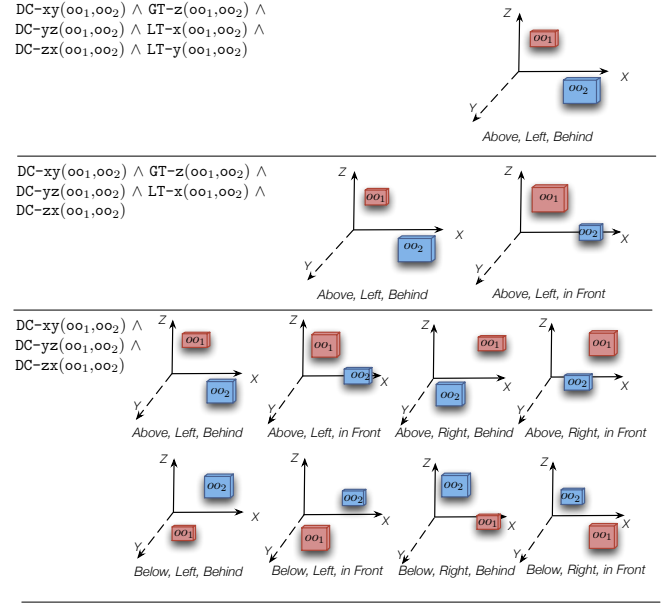 DC-xy(oo₁,oo₂) ∧ GT-z(oo₁,oo₂) ∧
DC-yz(oo₁,oo₂) ∧ LT-x(oo₁,oo₂) ∧
DC-zx(oo₁,oo₂) ∧ LT-y(oo₁,oo₂)
Z
oo₁
oo₂
X
Y
Above, Left, Behind
DC-xy(oo₁,oo₂) ∧ GT-z(oo₁,oo₂) ∧
DC-yz(oo₁,oo₂) ∧ LT-x(oo₁,oo₂) ∧
DC-zx(oo₁,oo₂)
Z
oo₁
oo₂
X
Y
Above, Left, Behind
Z
oo₁
oo₂
X
Y
Above, Left, in Front
DC-xy(oo₁,oo₂) ∧
DC-yz(oo₁,oo₂) ∧
DC-zx(oo₁,oo₂)
Z
oo₁
oo₂
X
Y
Above, Left, Behind
Z
oo₁
oo₂
X
Y
Above, Left, in Front
Z
oo₁
oo₂
X
Y
Above, Right, Behind
Z
oo₁
oo₂
X
Y
Above, Right, in Front
Z
oo₂
oo₁
X
Y
Below, Left, Behind
Z
oo₂
oo₁
X
Y
Below, Left, in Front
Z
oo₂
oo₁
X
Y
Below, Right, Behind
Z
oo₂
oo₁
X
Y
Below, Right, in Front